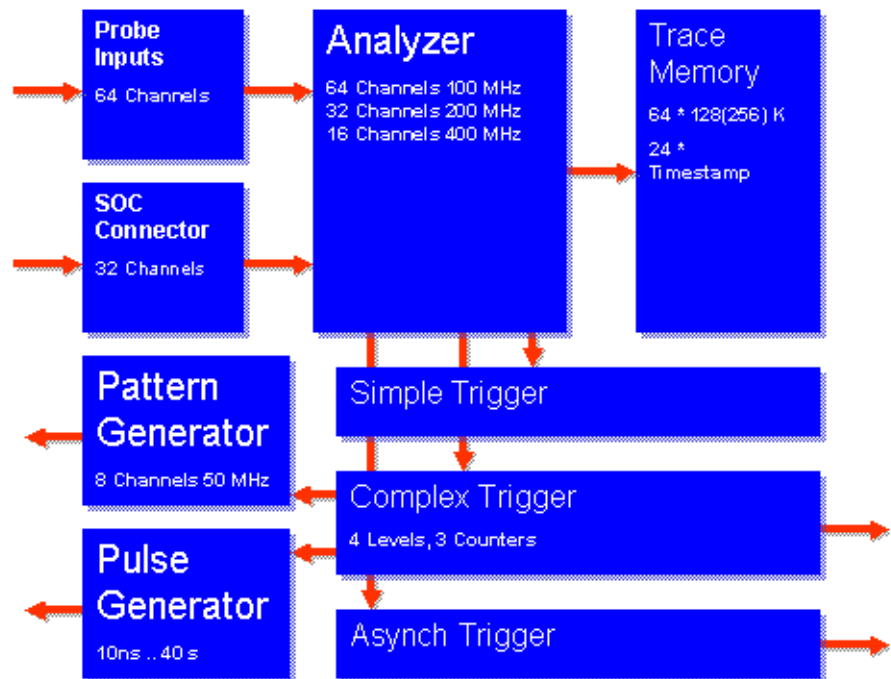 Probe
Inputs
64 Channels
Analyzer
64 Channels 100 MHz
32 Channels 200 MHz
16 Channels 400 MHz
Trace
Memory
64 * 128(256) K
24 *
Timestamp
SOC
Connector
32 Channels
Pattern
Generator
8 Channels 50 MHz
Simple Trigger
Complex Trigger
4 Levels, 3 Counters
Pulse
Generator
10ns .. 40 s
Asynch Trigger